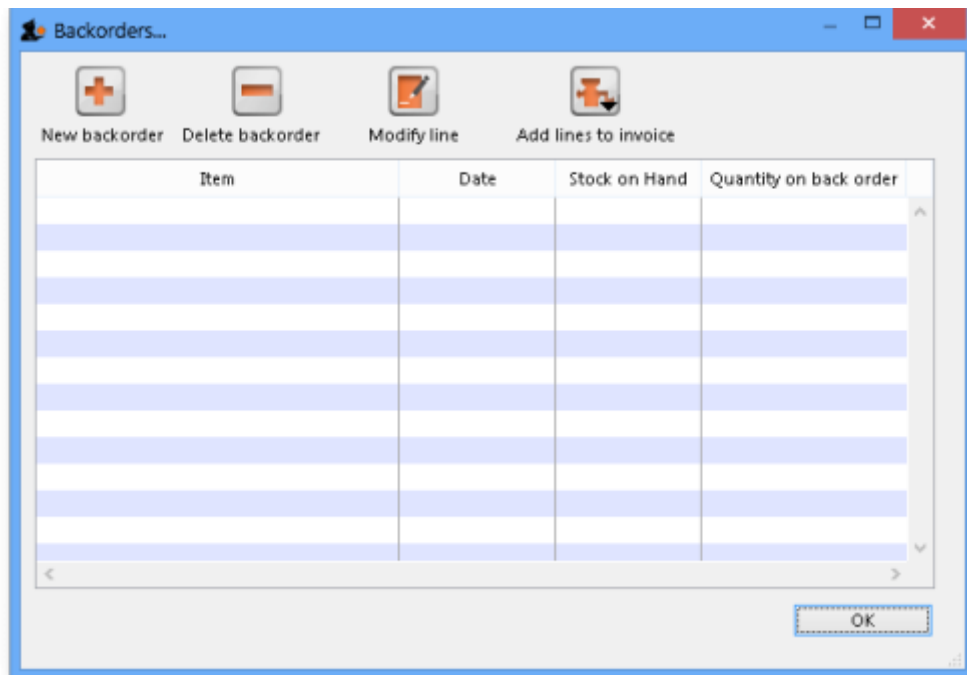 Backorders...
New backorder Delete backorder Modify line Add lines to invoice
Item Date Stock on Hand Quantity on back order
OK